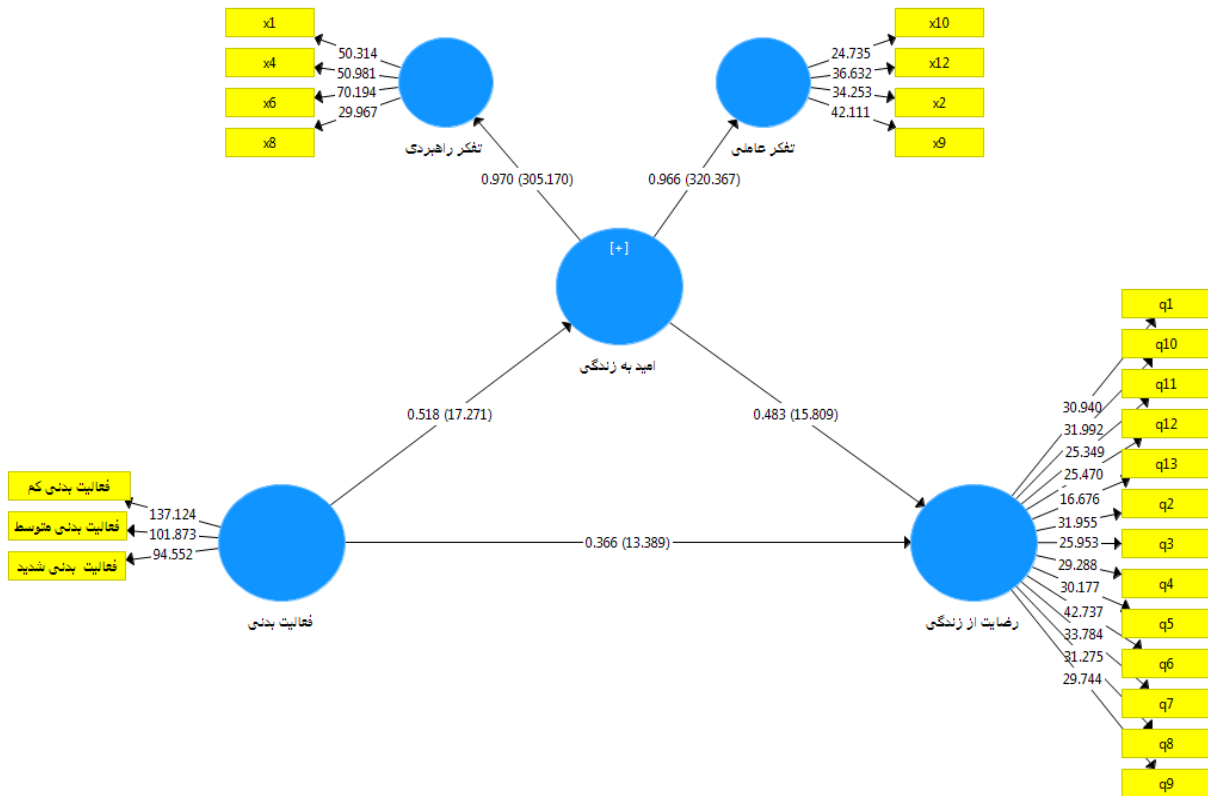 x1
x4
x6
x8
50.314
50.981
70.194
29.967
تفکر راهبردی
x10
x12
x2
x9
24.735
36.632
34.253
42.111
تفکر عاملی
0.970 (305.170)
0.966 (320.367)
[+]
امید به زندگی
0.518 (17.271)
0.483 (15.809)
فعالیت بدنی کم
فعالیت بدنی متوسط
فعالیت بدنی شدید
137.124
101.873
94.552
فعالیت بدنی
0.366 (13.389)
رضایت از زندگی
30.940
31.992
25.349
25.470
16.676
31.955
25.953
29.288
30.177
42.737
33.784
31.275
29.744
q1
q10
q11
q12
q13
q2
q3
q4
q5
q6
q7
q8
q9